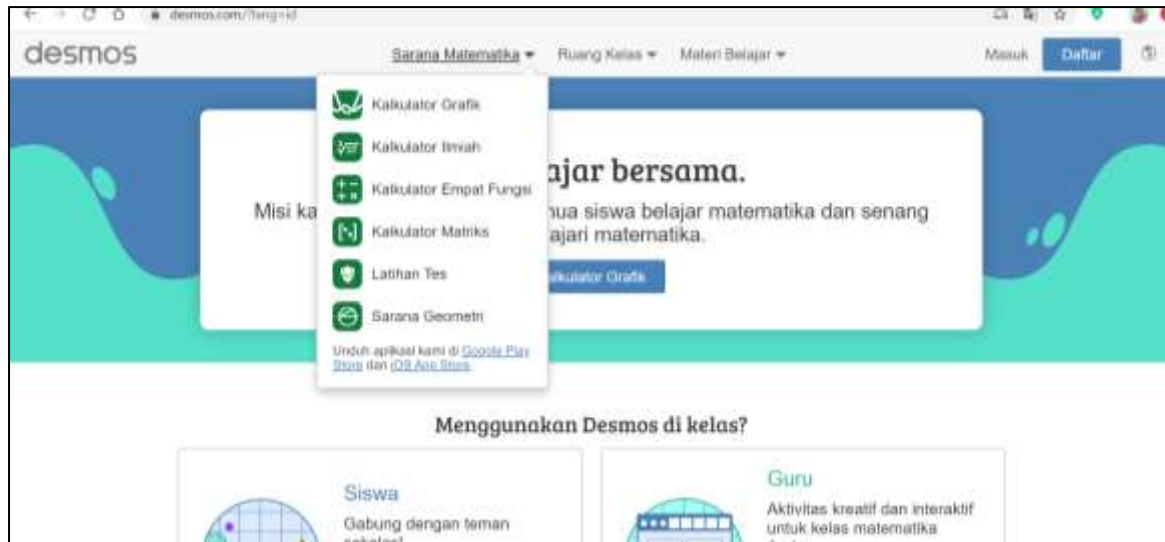 desmos.com/?lang=id
desmos
Sarana Matematika
Ruang Kelas
Materi Belajar
Masuk
Daftar
Kalkulator Grafik
Kalkulator Ilmiah
Kalkulator Empat Fungsi
Kalkulator Matriks
Latihan Tes
Sarana Geometri
Unduh aplikasi kami di Google Play
Store dan iOS App Store.
ajar bersama.
Misi ka
siswa belajar matematika dan senang
ajari matematika.
Grafik
Menggunakan Desmos di kelas?
Siswa
Gabung dengan teman
Guru
Aktivitas kreatif dan interaktif
untuk kelas matematika